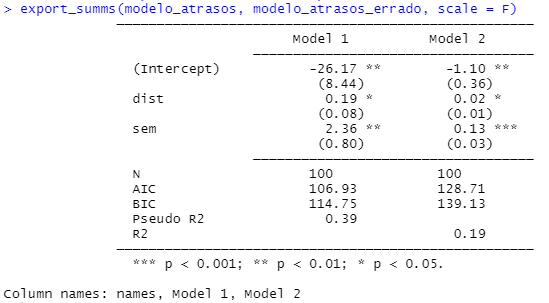 > export_summs(modelo_atrasos, modelo_atrasos_errado, scale = F)
Model 1 Model 2
(Intercept) -26.17 ** -1.10 **
(8.44) (0.36)
dist 0.19 * 0.02 *
(0.08) (0.01)
sem 2.36 ** 0.13 ***
(0.80) (0.03)
N 100 100
AIC 106.93 128.71
BIC 114.75 139.13
Pseudo R2 0.39
R2 0.19
*** p < 0.001; ** p < 0.01; * p < 0.05.
Column names: names, Model 1, Model 2